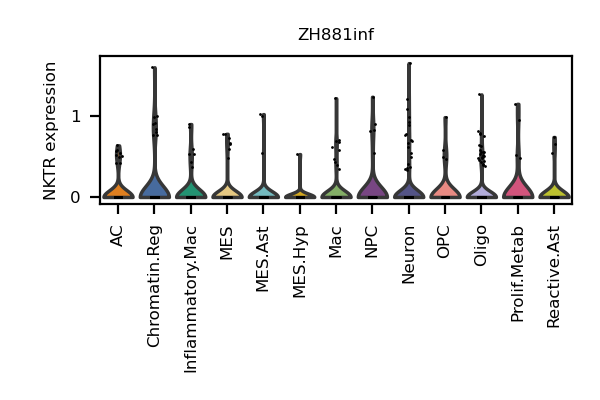 ZH881inf
NKTR expression
1
0
AC
Chromatin.Reg
Inflammatory.Mac
MES
MES.Ast
MES.Hyp
Mac
NPC
Neuron
OPC
Oligo
Prolif.Metab
Reactive.Ast